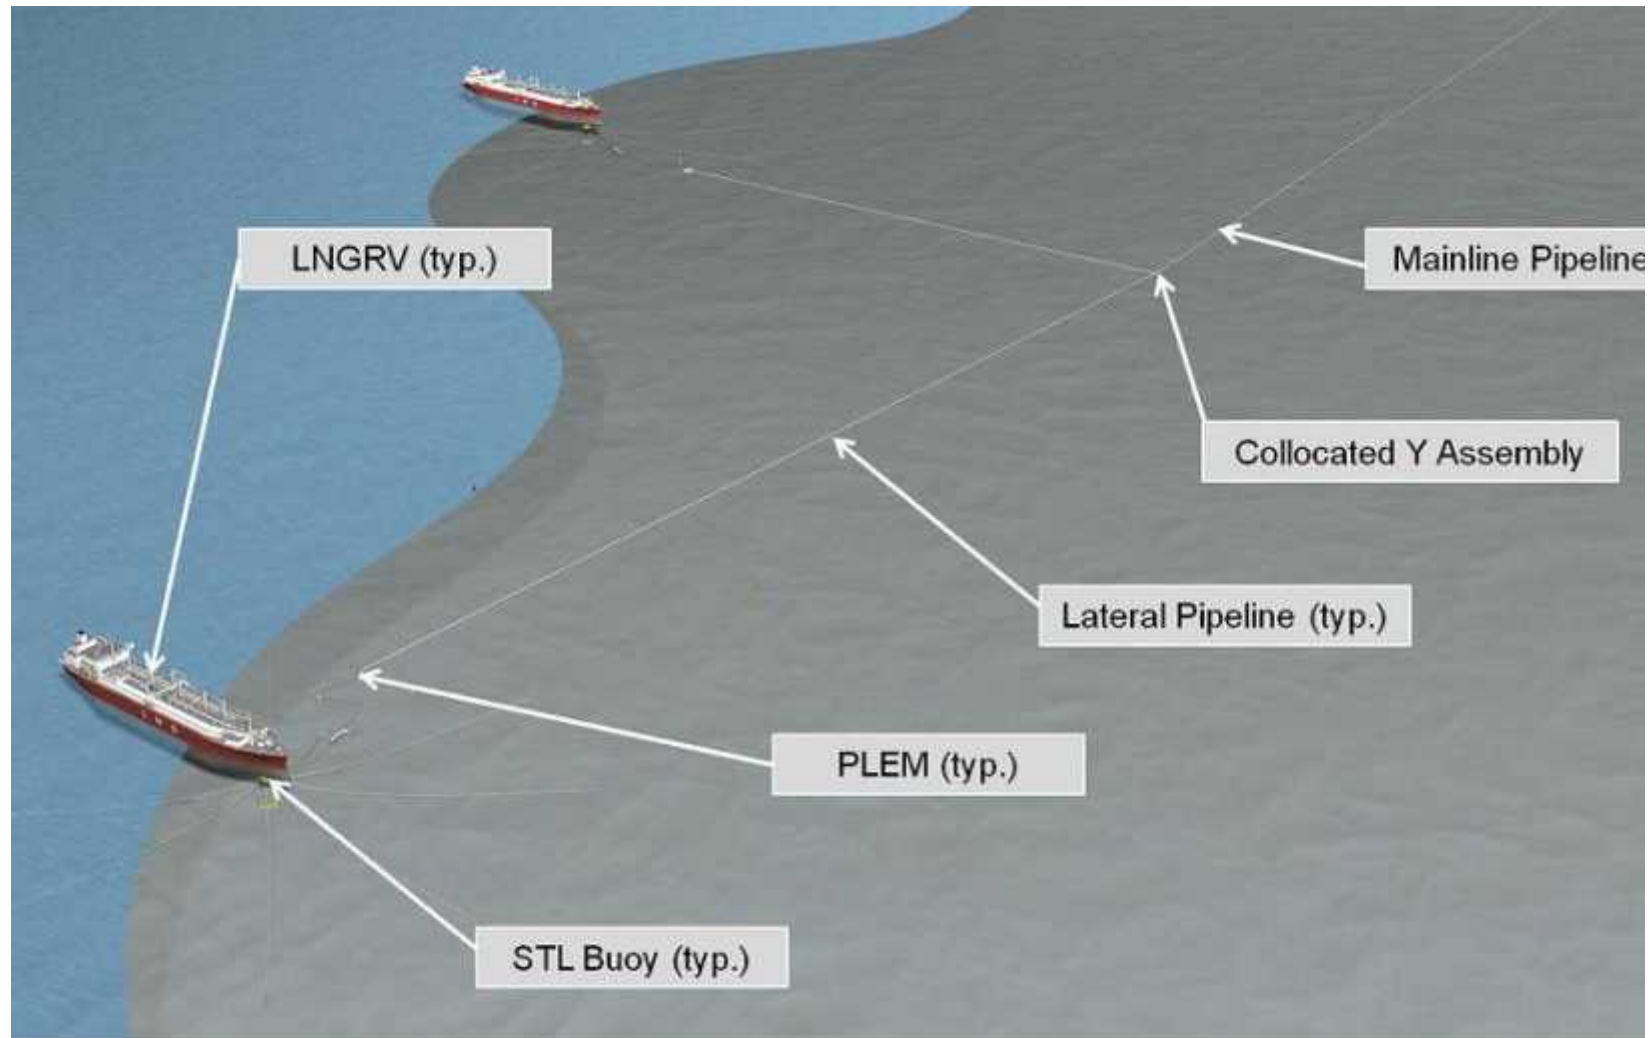 LNGRV (typ.)
Mainline Pipeline
Collocated Y Assembly
Lateral Pipeline (typ.)
PLEM (typ.)
STL Buoy (typ.)